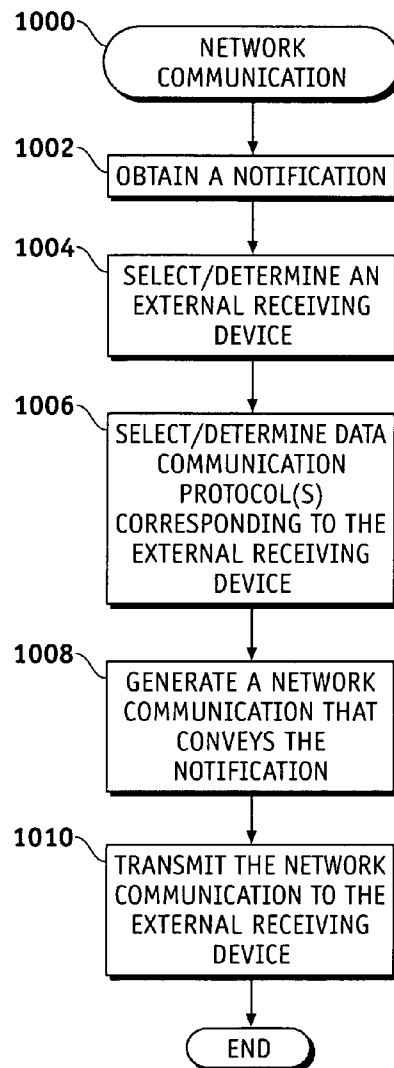 1000
NETWORK
COMMUNICATION
1002
OBTAIN A NOTIFICATION
1004
SELECT/DETERMINE AN
EXTERNAL RECEIVING
DEVICE
1006
SELECT/DETERMINE DATA
COMMUNICATION
PROTOCOL(S)
CORRESPONDING TO THE
EXTERNAL RECEIVING
DEVICE
1008
GENERATE A NETWORK
COMMUNICATION THAT
CONVEYS THE
NOTIFICATION
1010
TRANSMIT THE NETWORK
COMMUNICATION TO THE
EXTERNAL RECEIVING
DEVICE
END